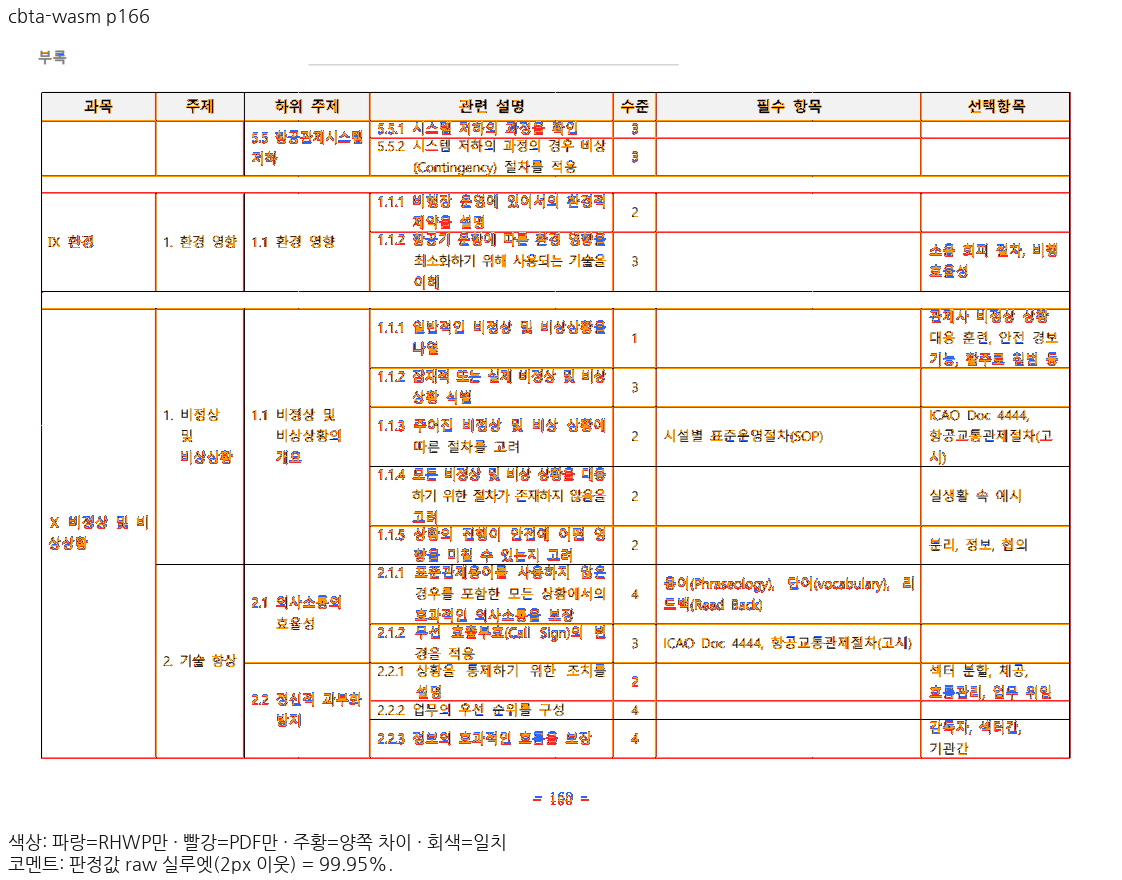 cbta-wasm p166
부록
과목 주제 하위 주제 관련 설명 수준 필수 항목 선택항목
5.5 항공관제시스템 저하
5.5.1 시스템 저하의 과정을 확인 3
5.5.2 시스템 저하의 과정의 경우 비상
(Contingency) 절차를 적용 3
IX 환경
1. 환경 영향
1.1 환경 영향
1.1.1 비행장 운영에 있어서의 환경적
제약을 설명 2
1.1.2 항공기 운항에 따른 환경 영향을
최소화하기 위해 사용되는 기술을
이해 3
소음 회피 절차, 비행
효율성
X 비정상 및 비
상상황
1. 비정상
및
비상상황
1.1 비정상 및
비상상황의
개요
1.1.1 일반적인 비정상 및 비상상황을
나열 1
관제사 비정상 상황
대응 훈련, 안전 경보
기능, 활주로 침범 등
1.1.2 잠재적 또는 실제 비정상 및 비상
상황 식별 3
1.1.3 주어진 비정상 및 비상 상황에
따른 절차를 고려 2
시설별 표준운영절차(SOP)
ICAO Doc 4444,
항공교통관제절차(고
시)
1.1.4 모든 비정상 및 비상 상황을 대응
하기 위한 절차가 존재하지 않음을
고려 2
실생활 속 예시
1.1.5 상황의 진행이 안전에 어떤 영
향을 미칠 수 있는지 고려 2
분리, 정보, 협의
2. 기술 향상
2.1 의사소통의
효율성
2.1.1 표준관제용어를 사용하지 않은
경우를 포함한 모든 상황에서의
효과적인 의사소통을 보장 4
용어(Phraseology), 단어(vocabulary), 리
드백(Read Back)
2.1.2 무선 호출부호(Call Sign)의 변
경을 적용 3
ICAO Doc 4444, 항공교통관제절차(고시)
2.2 정신적 과부하
방지
2.2.1 상황을 통제하기 위한 조치를
설명 2
섹터 분할, 체공,
흐름관리, 업무 위임
2.2.2 업무의 우선 순위를 구성 4
2.2.3 정보의 효과적인 흐름을 보장 4
감독자, 섹터간,
기관간
색상: 파랑=RHWP만 · 빨강=PDF만 · 주황=양쪽 차이 · 회색=일치
코멘트: 판정값 raw 실루엣(2px 이웃) = 99.95%.